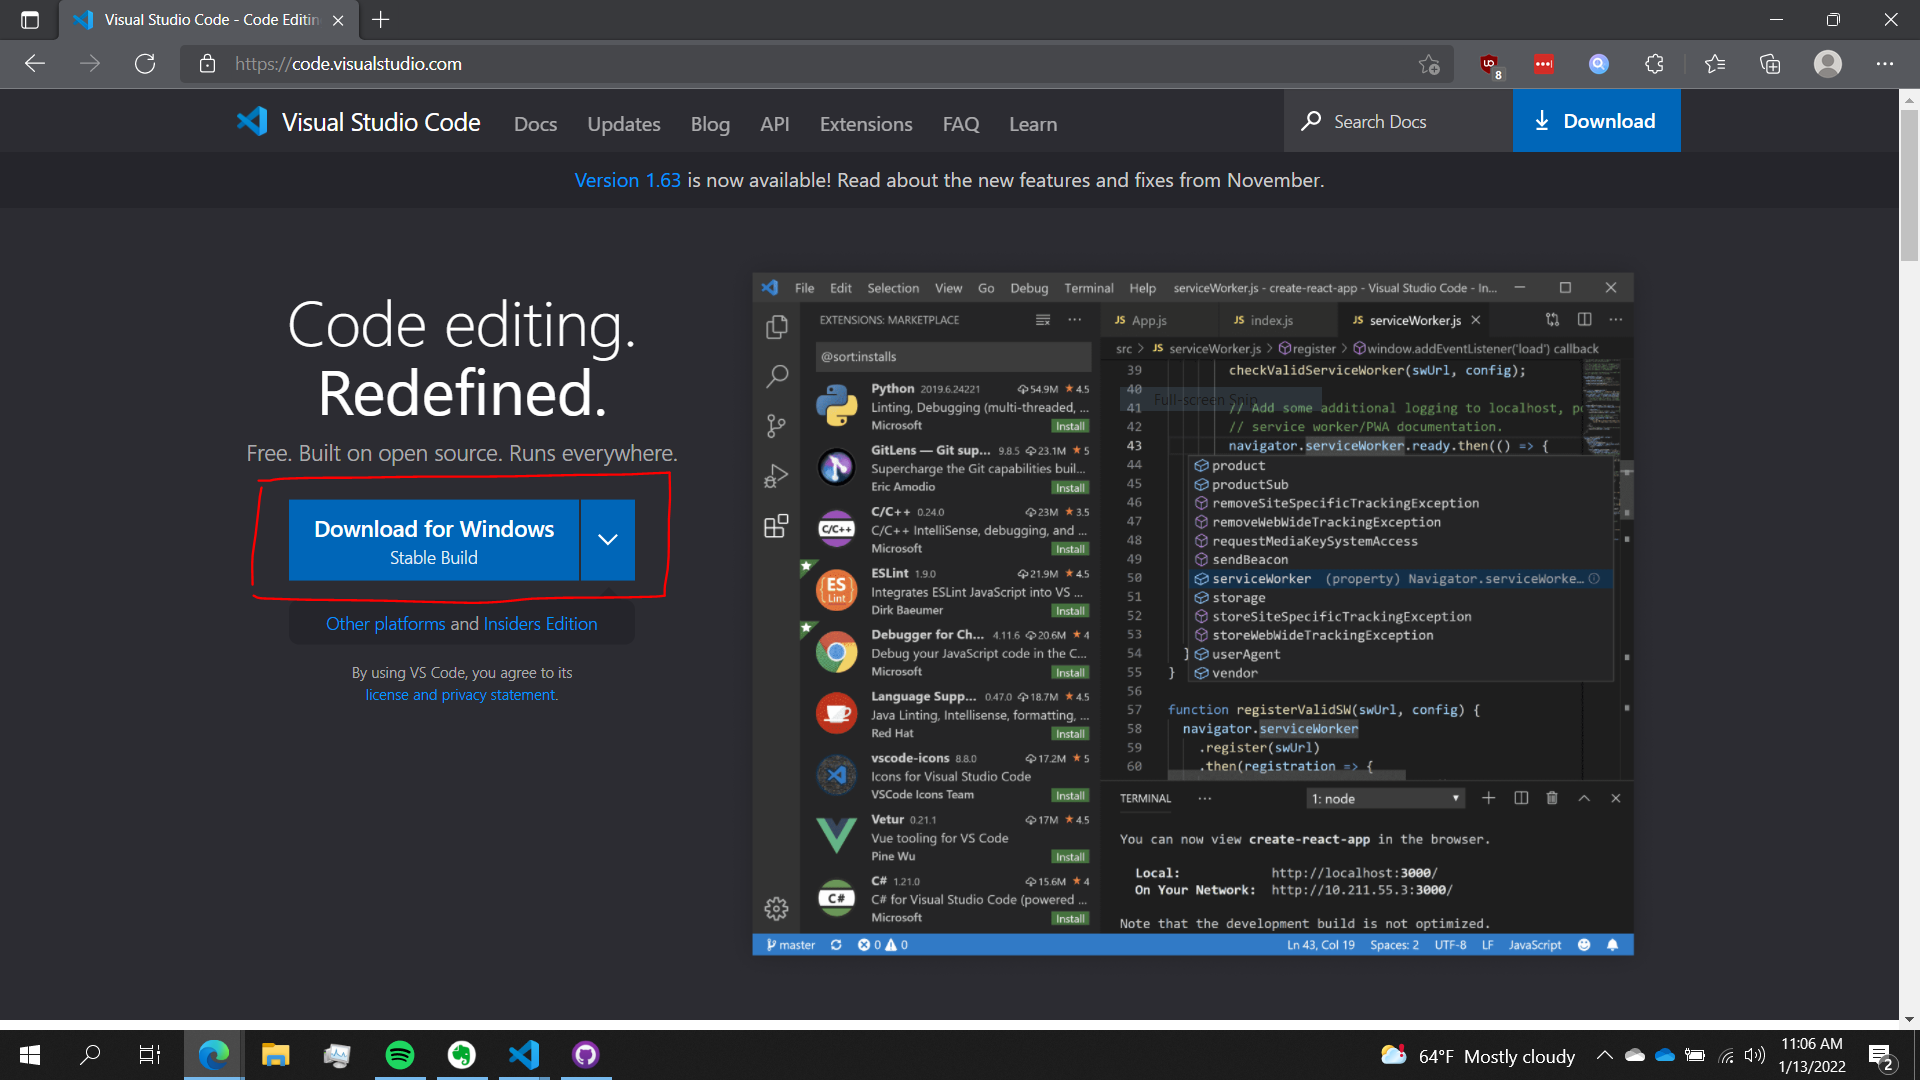 Visual Studio Code - Code Editin
https://code.visualstudio.com
8
Visual Studio Code Docs Updates Blog API Extensions FAQ Learn Search Docs Download
Version 1.63 is now available! Read about the new features and fixes from November.
Code editing.
Redefined.
Free. Built on open source. Runs everywhere.
Download for Windows
Stable Build
Other platforms and Insiders Edition
By using VS Code, you agree to its
license and privacy statement.
File Edit Selection View Go Debug Terminal Help serviceWorker.js - create-react-app - Visual Studio Code - In...
EXTENSIONS: MARKETPLACE
@sort:installs
Python 2019.6.24221 54.9M 4.5
Linting, Debugging (multi-threaded, ...
Microsoft Install
GitLens — Git sup... 9.8.5 23.1M 5
Supercharge the Git capabilities buil...
Eric Amodio Install
C/C++
C/C++ 0.24.0 23M 3.5
C/C++ IntelliSense, debugging, and ...
Microsoft Install
ES
Lint
ESLint 1.9.0 21.9M 4.5
Integrates ESLint JavaScript into VS ...
Dirk Baeumer Install
Debugger for Ch... 4.11.6 20.6M 4
Debug your JavaScript code in the C...
Microsoft Install
Language Supp... 0.47.0 18.7M 4.5
Java Linting, Intellisense, formatting, ...
Red Hat Install
vscode-icons 8.8.0 17.2M 5
Icons for Visual Studio Code
VSCode Icons Team Install
Vetur 0.21.1 17M 4.5
Vue tooling for VS Code
Pine Wu Install
C#
C# 1.21.0 15.6M 4
C# for Visual Studio Code (powered ...
Microsoft Install
JS App.js JS index.js JS serviceWorker.js
src > JS serviceWorker.js > register > window.addEventListener('load') callback
39 checkValidServiceWorker(swUrl, config);
40
Full-screen Snip
41 // Add some additional logging to localhost, po
42 // service worker/PWA documentation.
43 navigator.serviceWorker.ready.then(() => {
44 product
45 productSub
46 removeSiteSpecificTrackingException
47 removeWebWideTrackingException
48 requestMediaKeySystemAccess
49 sendBeacon
50 serviceWorker (property) Navigator.serviceWorke...
51 storage
52 storeSiteSpecificTrackingException
53 storeWebWideTrackingException
54 } userAgent
55 } vendor
56
57 function registerValidSW(swUrl, config) {
58 navigator.serviceWorker
59 .register(swUrl)
60 .then(registration => {
TERMINAL ... 1: node
You can now view create-react-app in the browser.
Local: http://localhost:3000/
On Your Network: http://10.211.55.3:3000/
Note that the development build is not optimized.
master 0 0 Ln 43, Col 19 Spaces: 2 UTF-8 LF JavaScript
64°F Mostly cloudy
11:06 AM
1/13/2022
2